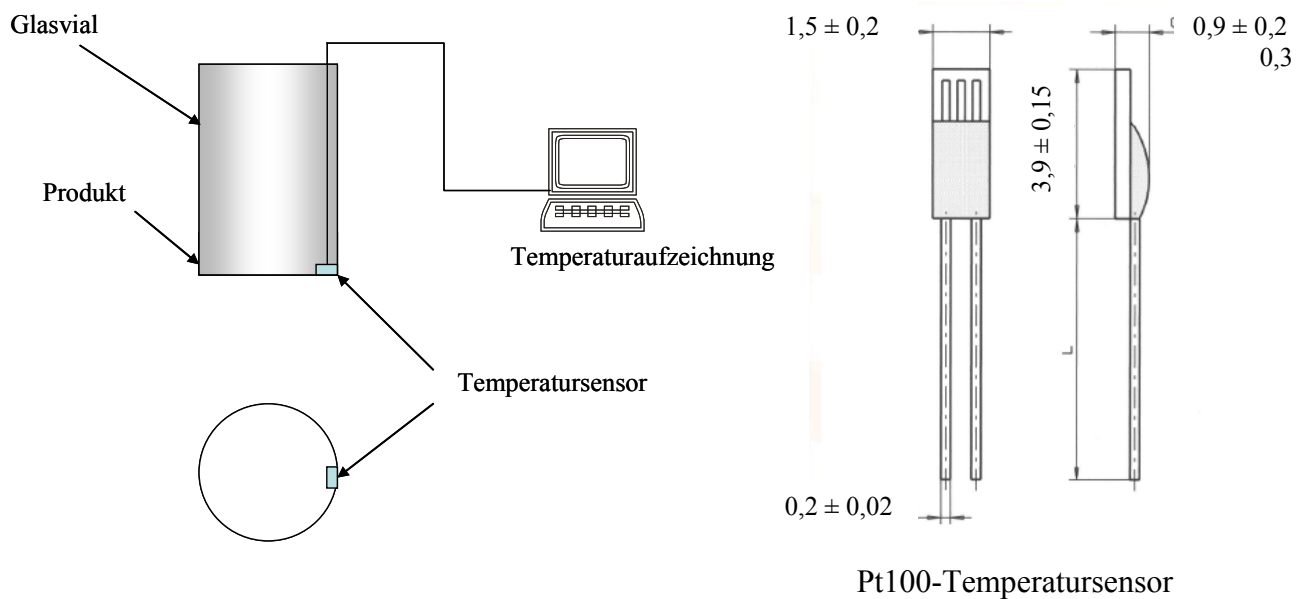 Glasvial
Produkt
Temperaturaufzeichnung
Temperatursensor
1,5 ± 0,2
0,9 ± 0,2
0,3
3,9 ± 0,15
L
0,2 ± 0,02
Pt100-Temperatursensor